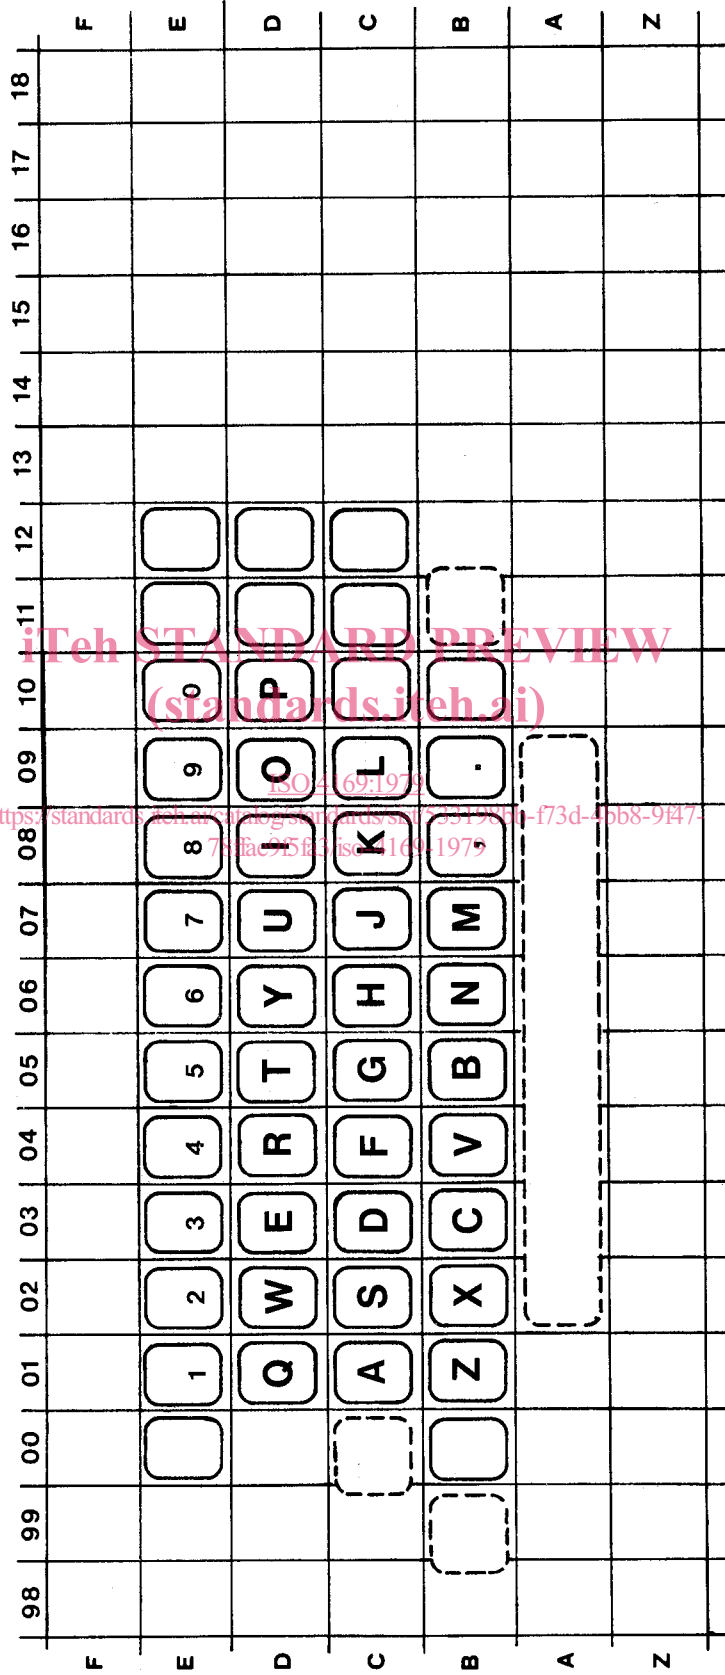 98 99 00 01 02 03 04 05 06 07 08 09 10 11 12 13 14 15 16 17 18
F F
E 1 2 3 4 5 6 7 8 9 0 E
D Q W E R T Y U I O P D
C A S D F G H J K L C
B Z X C V B N M , . B
A A
Z Z
iTeh STANDARD PREVIEW
(standards.iteh.ai)
ISO 4169:1979